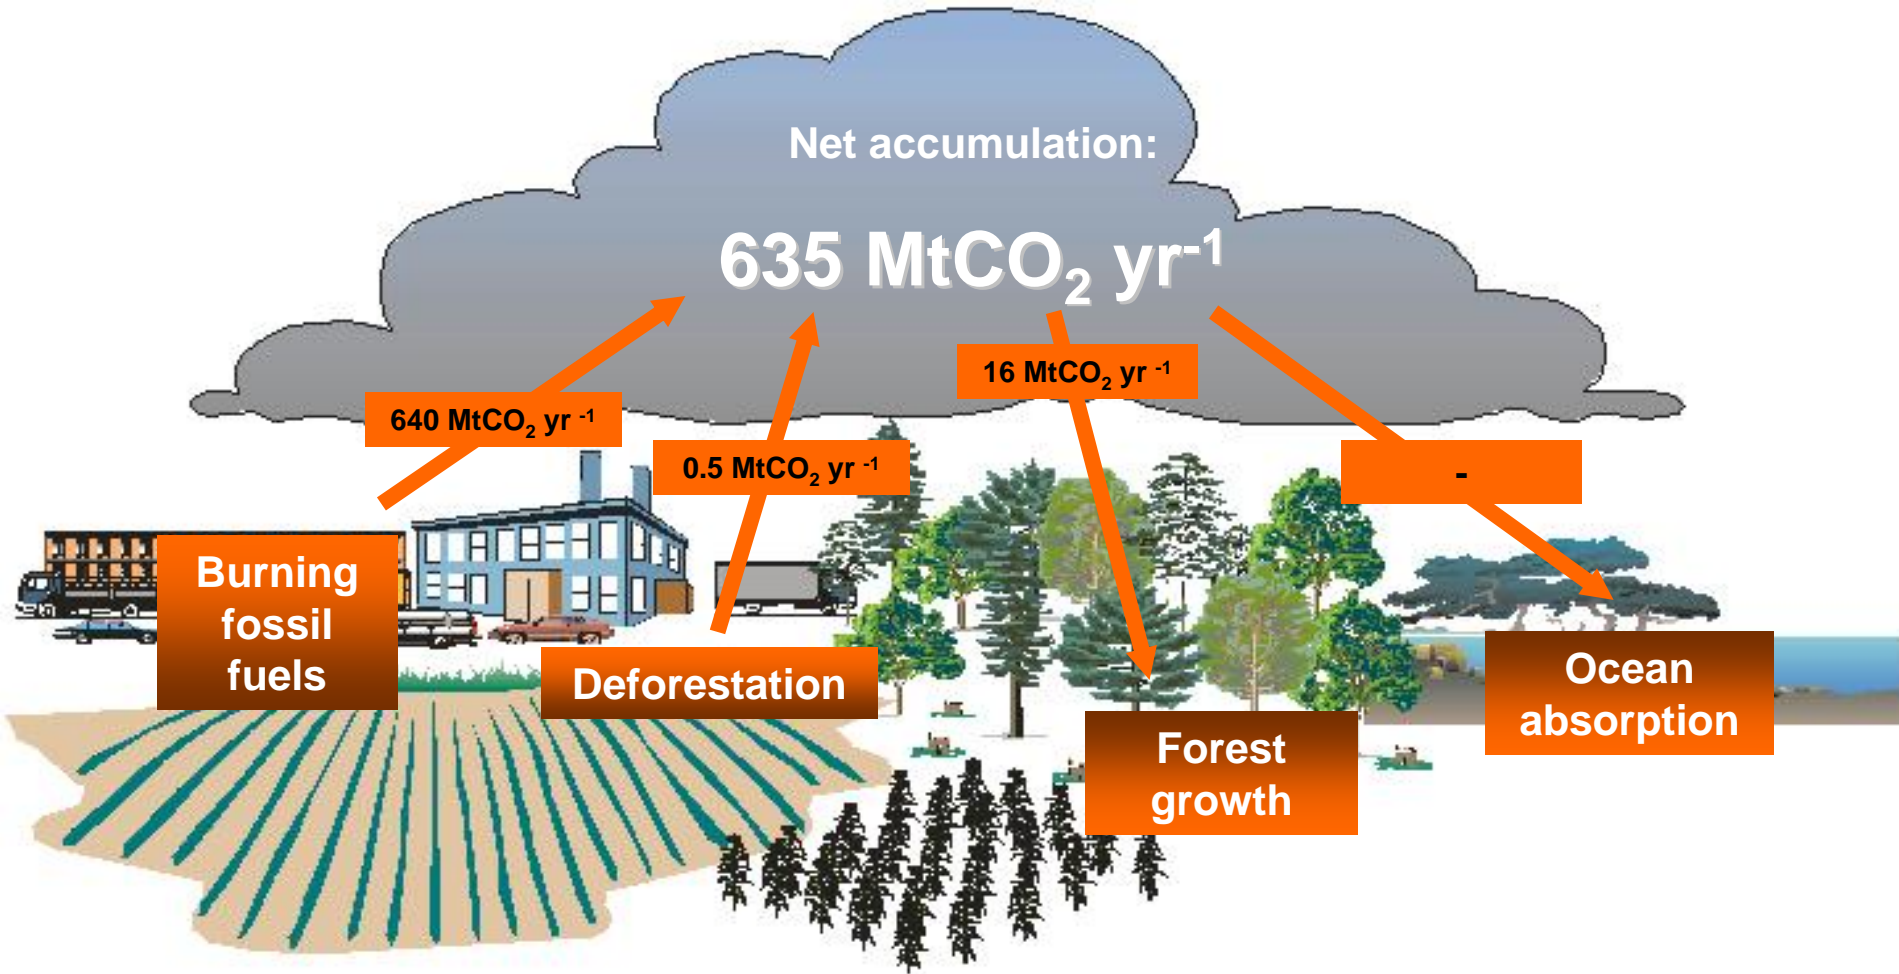 Net accumulation:
635 MtCO₂ yr⁻¹
16 MtCO₂ yr ⁻¹
640 MtCO₂ yr ⁻¹
0.5 MtCO₂ yr ⁻¹
-
Burning
fossil
fuels
Deforestation
Ocean
absorption
Forest
growth